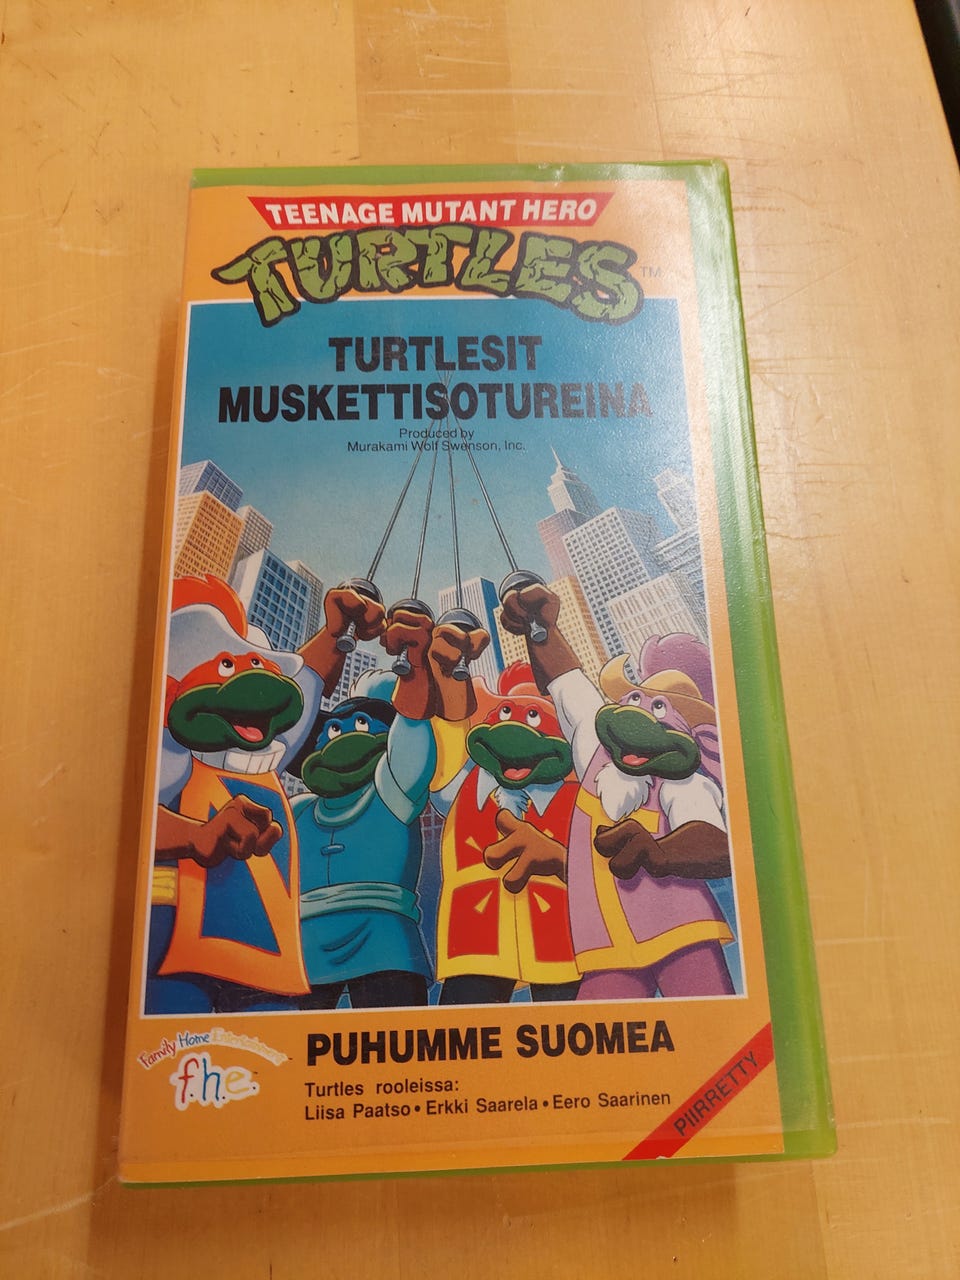 TEENAGE MUTANT HERO
TURTLES TM
TURTLESIT
MUSKETTISOTUREINA
Produced by
Murakami Wolf Swenson, Inc.
Family Home Entertainment
f.h.e.
PUHUMME SUOMEA
Turtles rooleissa:
Liisa Paatso • Erkki Saarela • Eero Saarinen
PIIRRETTY